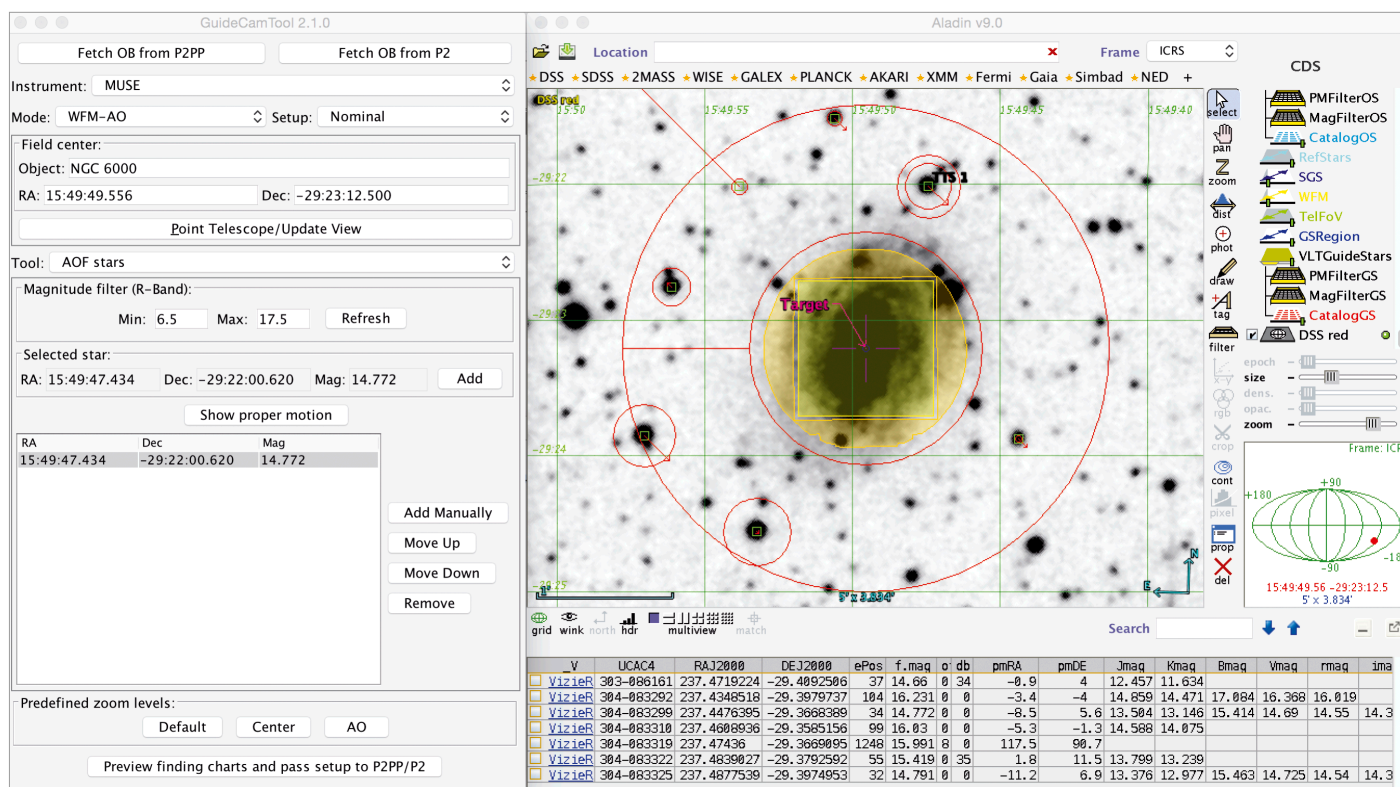 GuideCamTool 2.1.0
Fetch OB from P2PP
Fetch OB from P2
Instrument: MUSE
Mode: WFM-AO Setup: Nominal
Field center:
Object: NGC 6000
RA: 15:49:49.556 Dec: -29:23:12.500
Point Telescope/Update View
Tool: AOF stars
Magnitude filter (R-Band):
Min: 6.5 Max: 17.5 Refresh
Selected star:
RA: 15:49:47.434 Dec: -29:22:00.620 Mag: 14.772 Add
Show proper motion
RA Dec Mag
15:49:47.434 -29:22:00.620 14.772
Add Manually
Move Up
Move Down
Remove
Predefined zoom levels:
Default Center AO
Preview finding charts and pass setup to P2PP/P2
Aladin v9.0
Location Frame ICRS
DSS SDSS 2MASS WISE GALEX PLANCK AKARI XMM Fermi Gaia Simbad NED +
DSS red
15:50 15:49:55 15:49:50 15:49:45 15:49:40
-29:22
TTS 1
Target
-29:23
-29:24
-29:25
1'
5' x 3.834'
N
E
select
pan
zoom
dist
phot
draw
tag
filter
x-y
rgb
crop
cont
pixel
prop
del
CDS
PMFilterOS
MagFilterOS
CatalogOS
RefStars
SGS
WFM
TelFoV
GSRegion
VLTGuideStars
PMFilterGS
MagFilterGS
CatalogGS
DSS red
epoch
size
dens.
opac.
zoom
Frame: ICR
+90
+180
-18
-90
15:49:49.56 -29:23:12.5
5' x 3.834'
grid wink north hdr multiview match
Search
_V UCAC4 RAJ2000 DEJ2000 ePos f.mag o db pmRA pmDE Jmag Kmag Bmag Vmag rmag ima
VizieR 303-086161 237.4719224 -29.4092506 37 14.66 0 34 -0.9 4 12.457 11.634
VizieR 304-083292 237.4348518 -29.3979737 104 16.231 0 0 -3.4 -4 14.859 14.471 17.084 16.368 16.019
VizieR 304-083299 237.4476395 -29.3668389 34 14.772 0 0 -8.5 5.6 13.504 13.146 15.414 14.69 14.55 14.3
VizieR 304-083310 237.4608936 -29.3585156 99 16.03 0 0 -5.3 -1.3 14.588 14.075
VizieR 304-083319 237.47436 -29.3669095 1248 15.991 8 0 117.5 90.7
VizieR 304-083322 237.4839027 -29.3792592 55 15.419 0 35 1.8 11.5 13.799 13.239
VizieR 304-083325 237.4877539 -29.3974953 32 14.791 0 0 -11.2 6.9 13.376 12.977 15.463 14.725 14.54 14.3